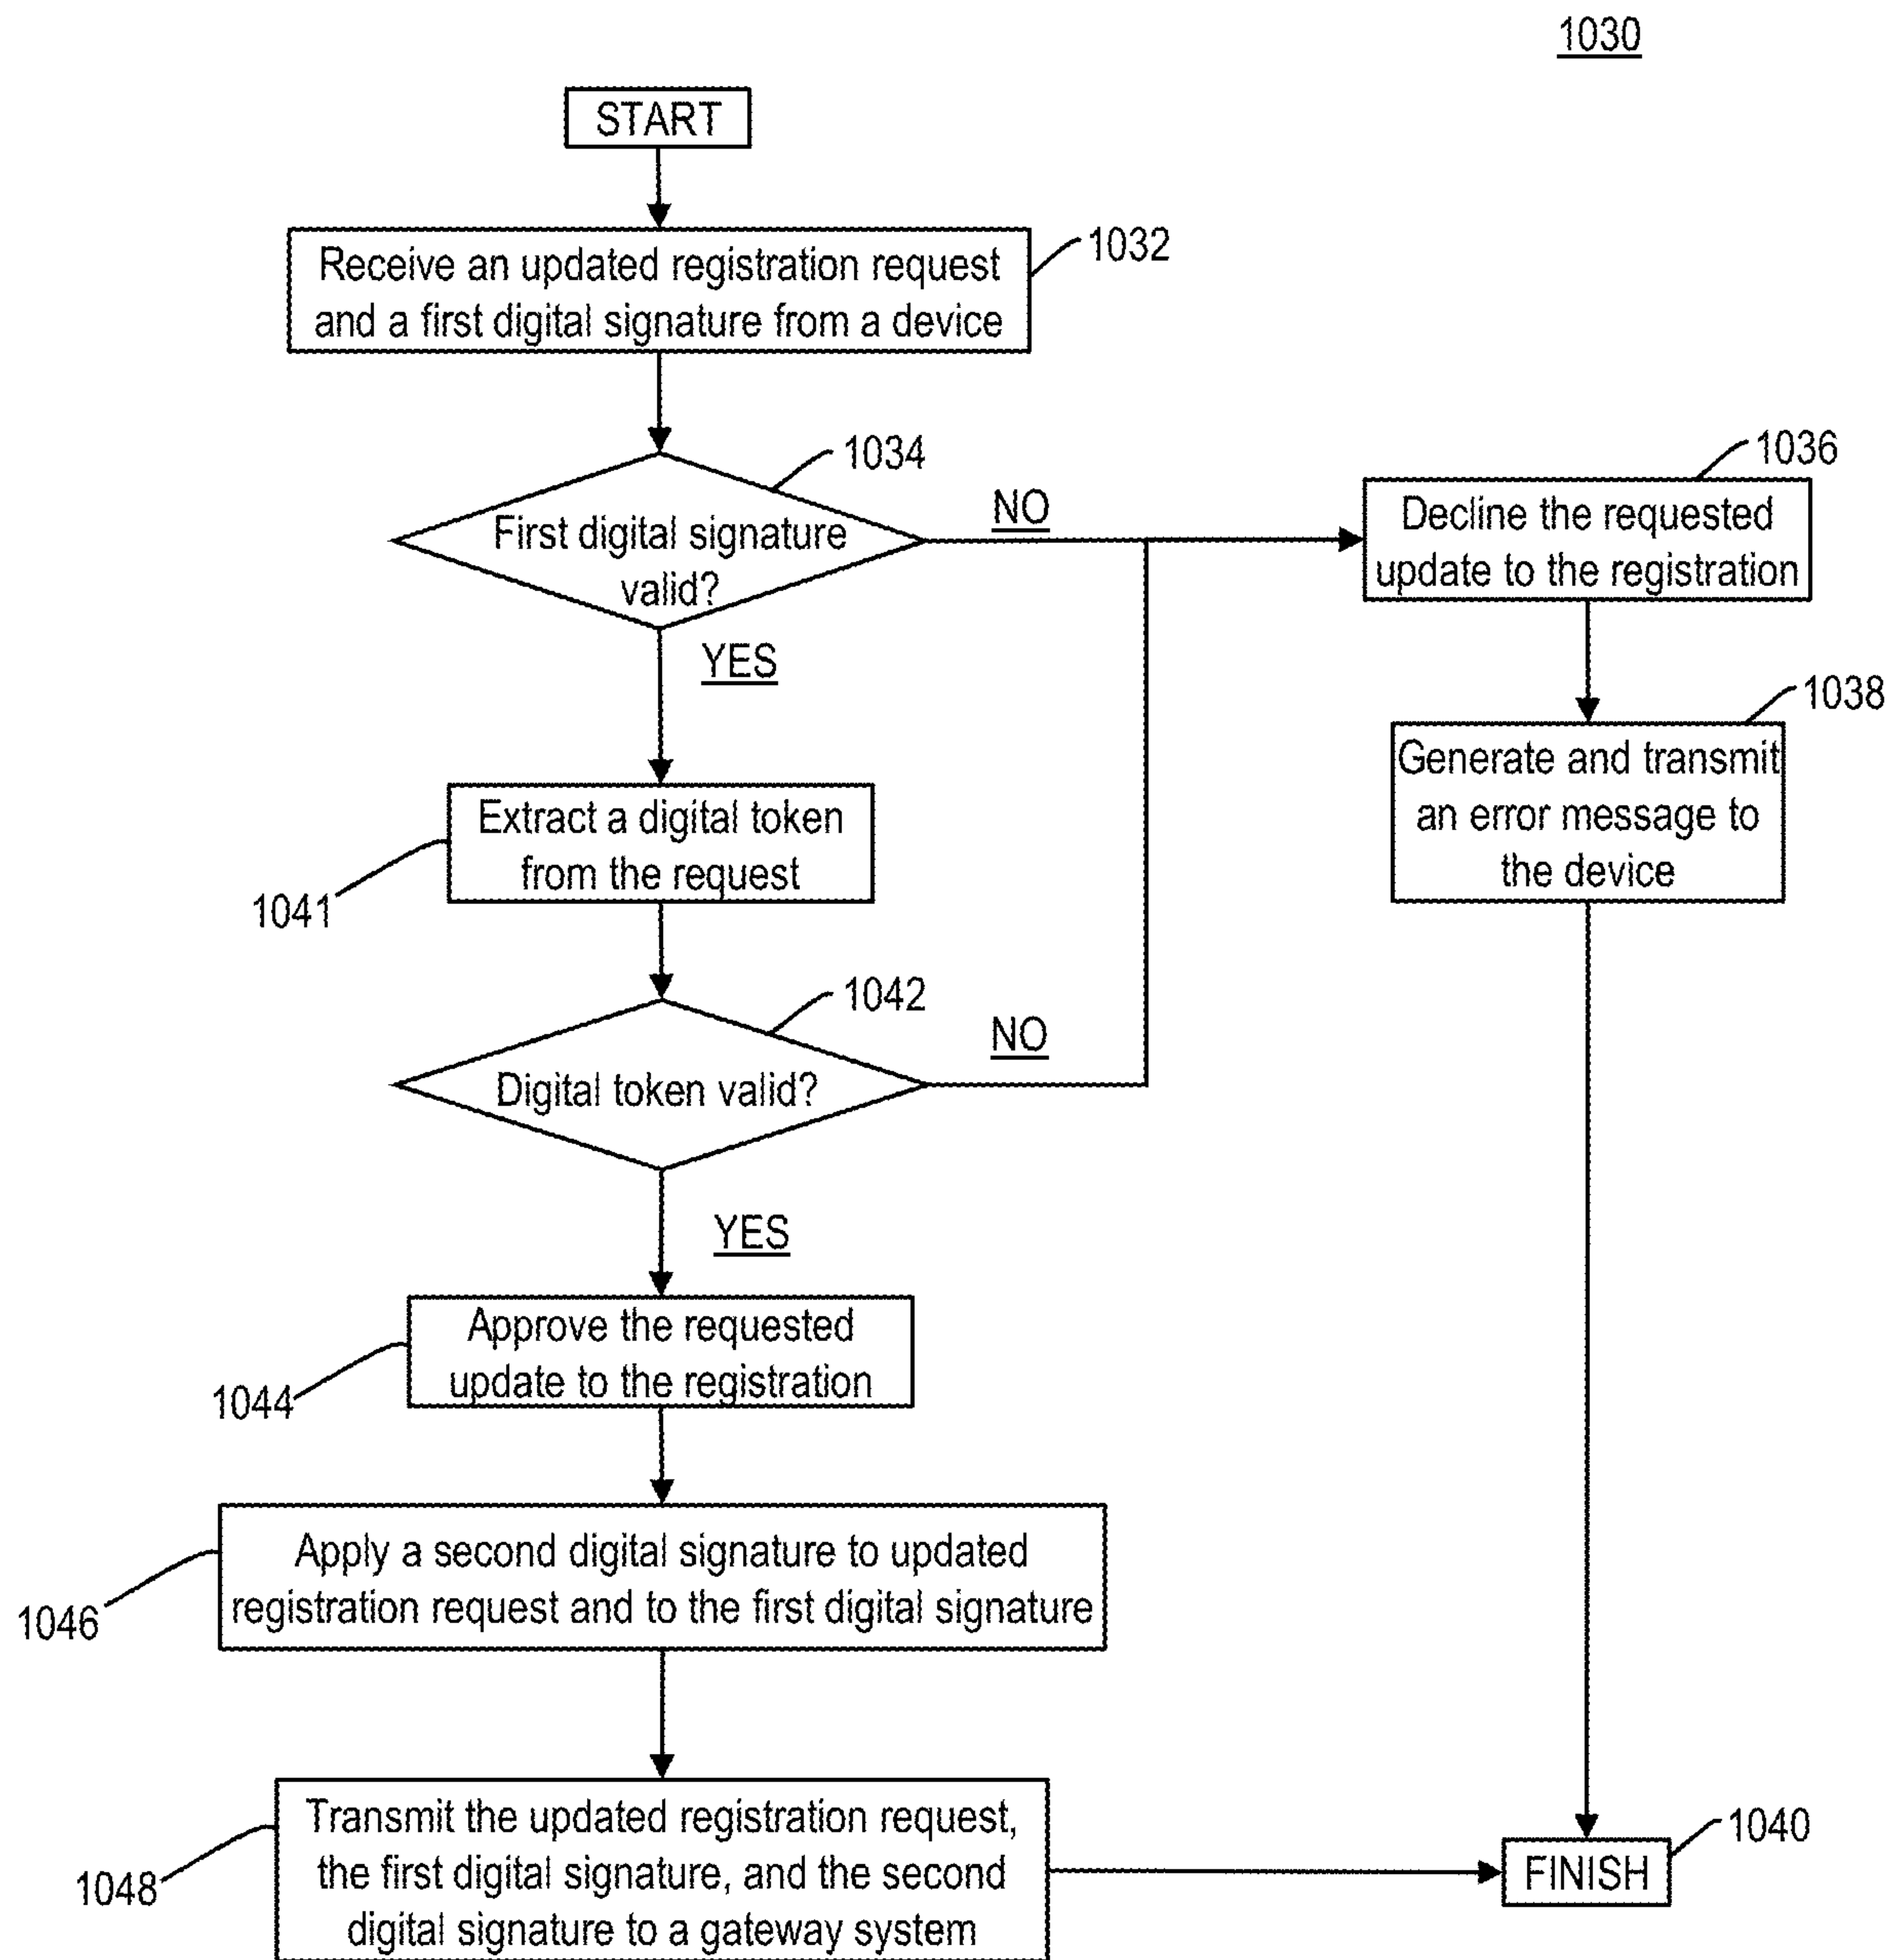 1030
START
Receive an updated registration request
and a first digital signature from a device
1032
1034
First digital signature
valid?
NO
YES
1036
Decline the requested
update to the registration
1038
Generate and transmit
an error message to
the device
Extract a digital token
from the request
1041
1042
Digital token valid?
NO
YES
Approve the requested
update to the registration
1044
Apply a second digital signature to updated
registration request and to the first digital signature
1046
Transmit the updated registration request,
the first digital signature, and the second
digital signature to a gateway system
1048
1040
FINISH